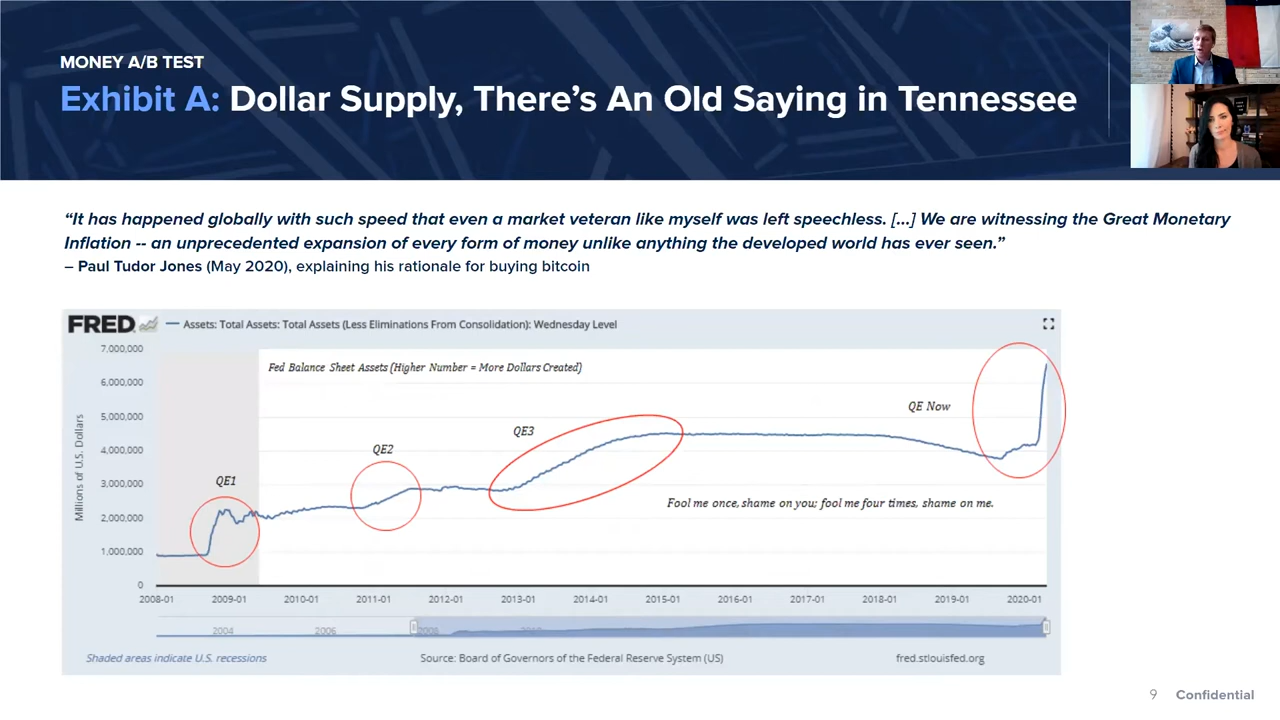 MONEY A/B TEST
Exhibit A: Dollar Supply, There’s An Old Saying in Tennessee
“It has happened globally with such speed that even a market veteran like myself was left speechless. [...] We are witnessing the Great Monetary
Inflation -- an unprecedented expansion of every form of money unlike anything the developed world has ever seen.”
– Paul Tudor Jones (May 2020), explaining his rationale for buying bitcoin
FRED
Assets: Total Assets: Total Assets (Less Eliminations From Consolidation): Wednesday Level
7,000,000
Fed Balance Sheet Assets (Higher Number = More Dollars Created)
6,000,000
QE Now
5,000,000
QE3
4,000,000
QE2
3,000,000
QE1
Fool me once, shame on you; fool me four times, shame on me.
2,000,000
1,000,000
0
Millions of U.S. Dollars
2008-01 2009-01 2010-01 2011-01 2012-01 2013-01 2014-01 2015-01 2016-01 2017-01 2018-01 2019-01 2020-01
2004 2006 2008
Shaded areas indicate U.S. recessions
Source: Board of Governors of the Federal Reserve System (US)
fred.stlouisfed.org
9 Confidential